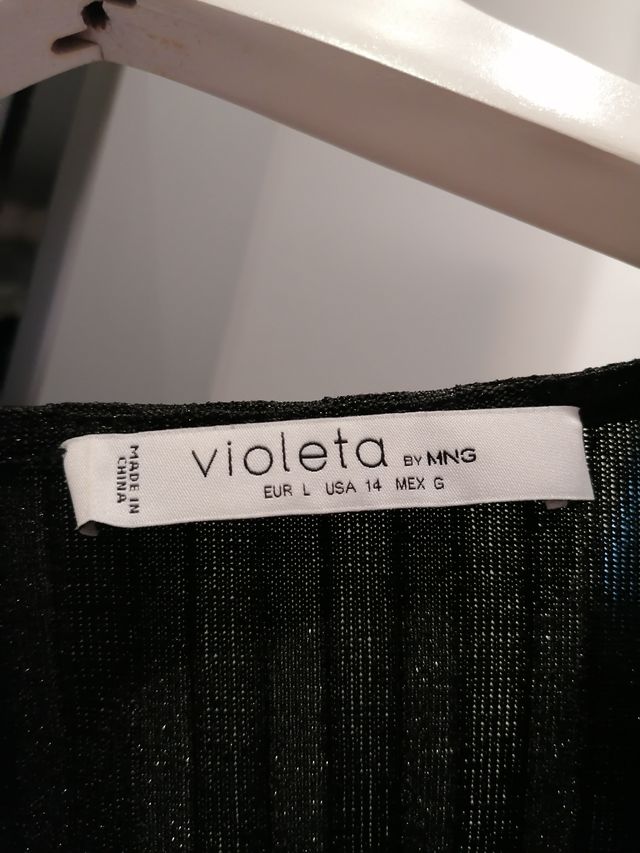 violeta BY MNG
EUR L USA 14 MEX G
MADE IN
CHINA